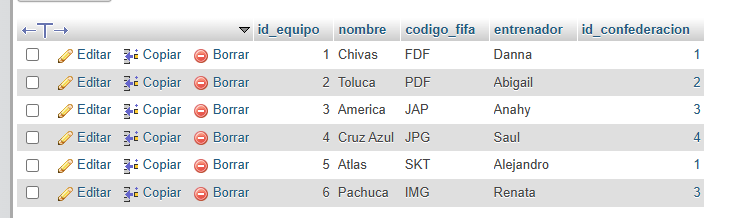 ←T→ id_equipo nombre codigo_fifa entrenador id_confederacion
Editar Copiar Borrar 1 Chivas FDF Danna 1
Editar Copiar Borrar 2 Toluca PDF Abigail 2
Editar Copiar Borrar 3 America JAP Anahy 3
Editar Copiar Borrar 4 Cruz Azul JPG Saul 4
Editar Copiar Borrar 5 Atlas SKT Alejandro 1
Editar Copiar Borrar 6 Pachuca IMG Renata 3